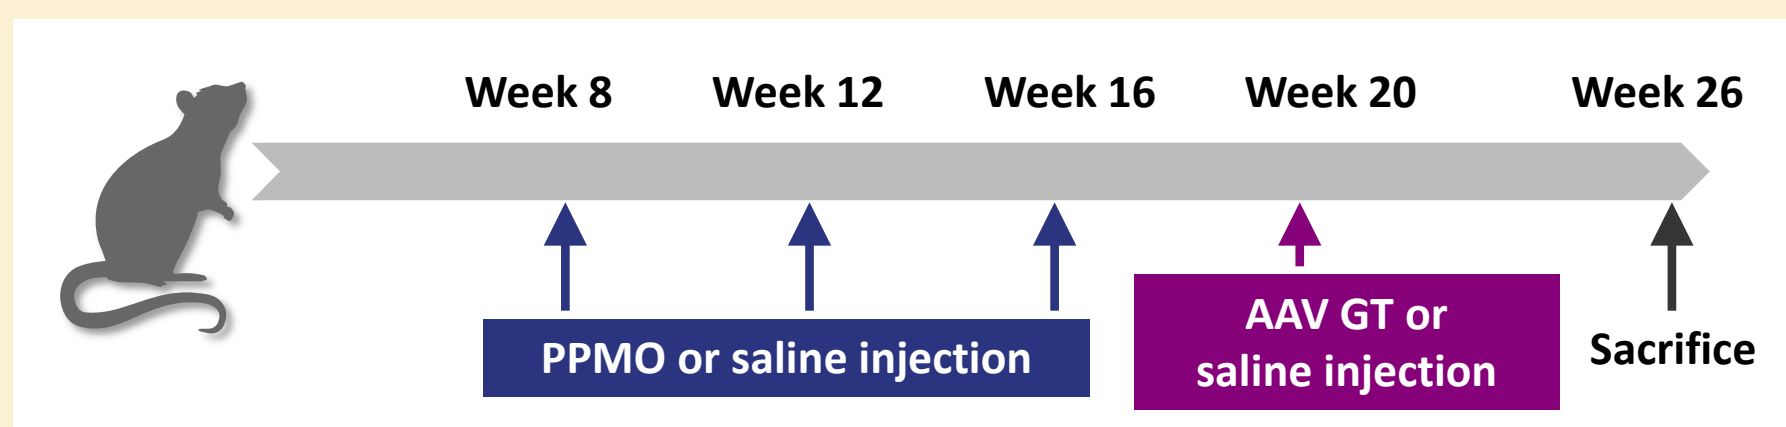 Week 8
Week 12
Week 16
Week 20
Week 26
PPMO or saline injection
AAV GT or
saline injection
Sacrifice